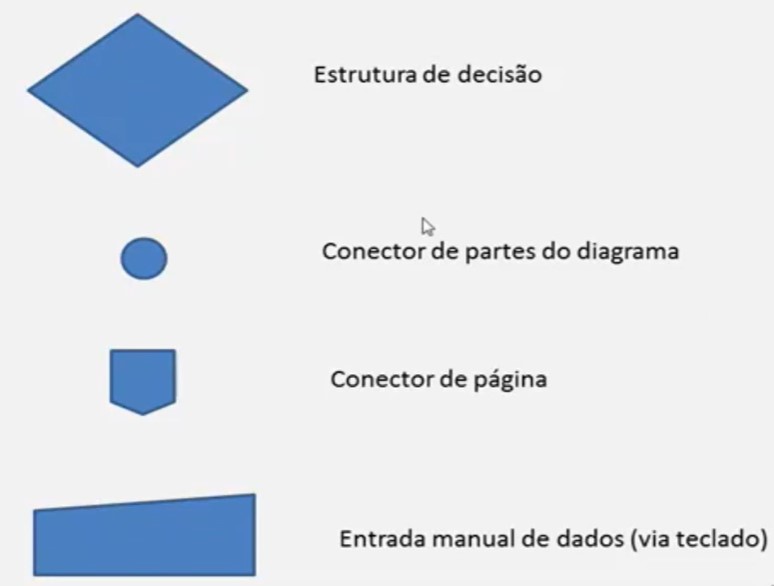 Estrutura de decisão
Conector de partes do diagrama
Conector de página
Entrada manual de dados (via teclado)